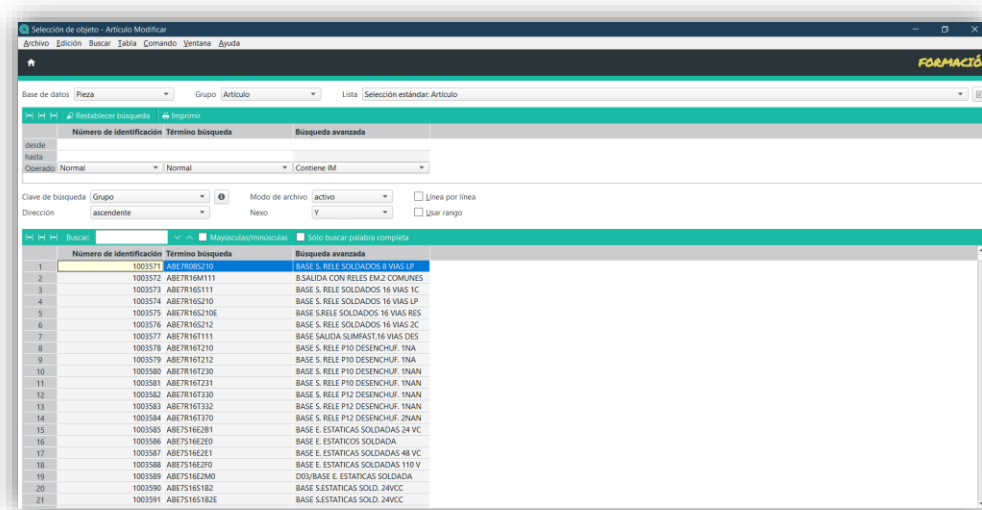 Selección de objeto - Artículo Modificar
Archivo Edición Buscar Tabla Comando Ventana Ayuda
FORMACIÓ
Base de datos Pieza Grupo Artículo Lista Selección estándar: Artículo
Restablecer búsqueda Imprimir
Número de identificación Término búsqueda Búsqueda avanzada
desde
hasta
Operado Normal Normal Contiene IM
Clave de búsqueda Grupo Modo de archivo activo Línea por línea
Dirección ascendente Nexo Y Usar rango
Buscar: Mayúsculas/minúsculas Sólo buscar palabra completa
Número de identificación Término búsqueda Búsqueda avanzada
1 1003571 ABE7R08S210 BASE S. RELE SOLDADOS 8 VIAS LP
2 1003572 ABE7R16M111 B.SALIDA CON RELES EM.2 COMUNES
3 1003573 ABE7R16S111 BASE S. RELE SOLDADOS 16 VIAS 1C
4 1003574 ABE7R16S210 BASE S. RELE SOLDADOS 16 VIAS LP
5 1003575 ABE7R16S210E BASE S.RELE SOLDADOS 16 VIAS RES
6 1003576 ABE7R16S212 BASE S. RELE SOLDADOS 16 VIAS 2C
7 1003577 ABE7R16T111 BASE SALIDA SLIMFAST,16 VIAS DES
8 1003578 ABE7R16T210 BASE S. RELE P10 DESENCHUF. 1NA
9 1003579 ABE7R16T212 BASE S. RELE P10 DESENCHUF. 1NA
10 1003580 ABE7R16T230 BASE S. RELE P10 DESENCHUF. 1NAN
11 1003581 ABE7R16T231 BASE S. RELE P10 DESENCHUF. 1NAN
12 1003582 ABE7R16T330 BASE S. RELE P12 DESENCHUF. 1NAN
13 1003583 ABE7R16T332 BASE S. RELE P12 DESENCHUF. 1NAN
14 1003584 ABE7R16T370 BASE S. RELE P12 DESENCHUF. 2NAN
15 1003585 ABE7S16E2B1 BASE E. ESTATICAS SOLDADAS 24 VC
16 1003586 ABE7S16E2E0 BASE E. ESTATICOS SOLDADA
17 1003587 ABE7S16E2E1 BASE E. ESTATICAS SOLDADAS 48 VC
18 1003588 ABE7S16E2F0 BASE E. ESTATICAS SOLDADAS 110 V
19 1003589 ABE7S16E2M0 D03/BASE E. ESTATICAS SOLDADA
20 1003590 ABE7S16S1B2 BASE S.ESTATICAS SOLD. 24VCC
21 1003591 ABE7S16S1B2E BASE S.ESTATICAS SOLD. 24VCC